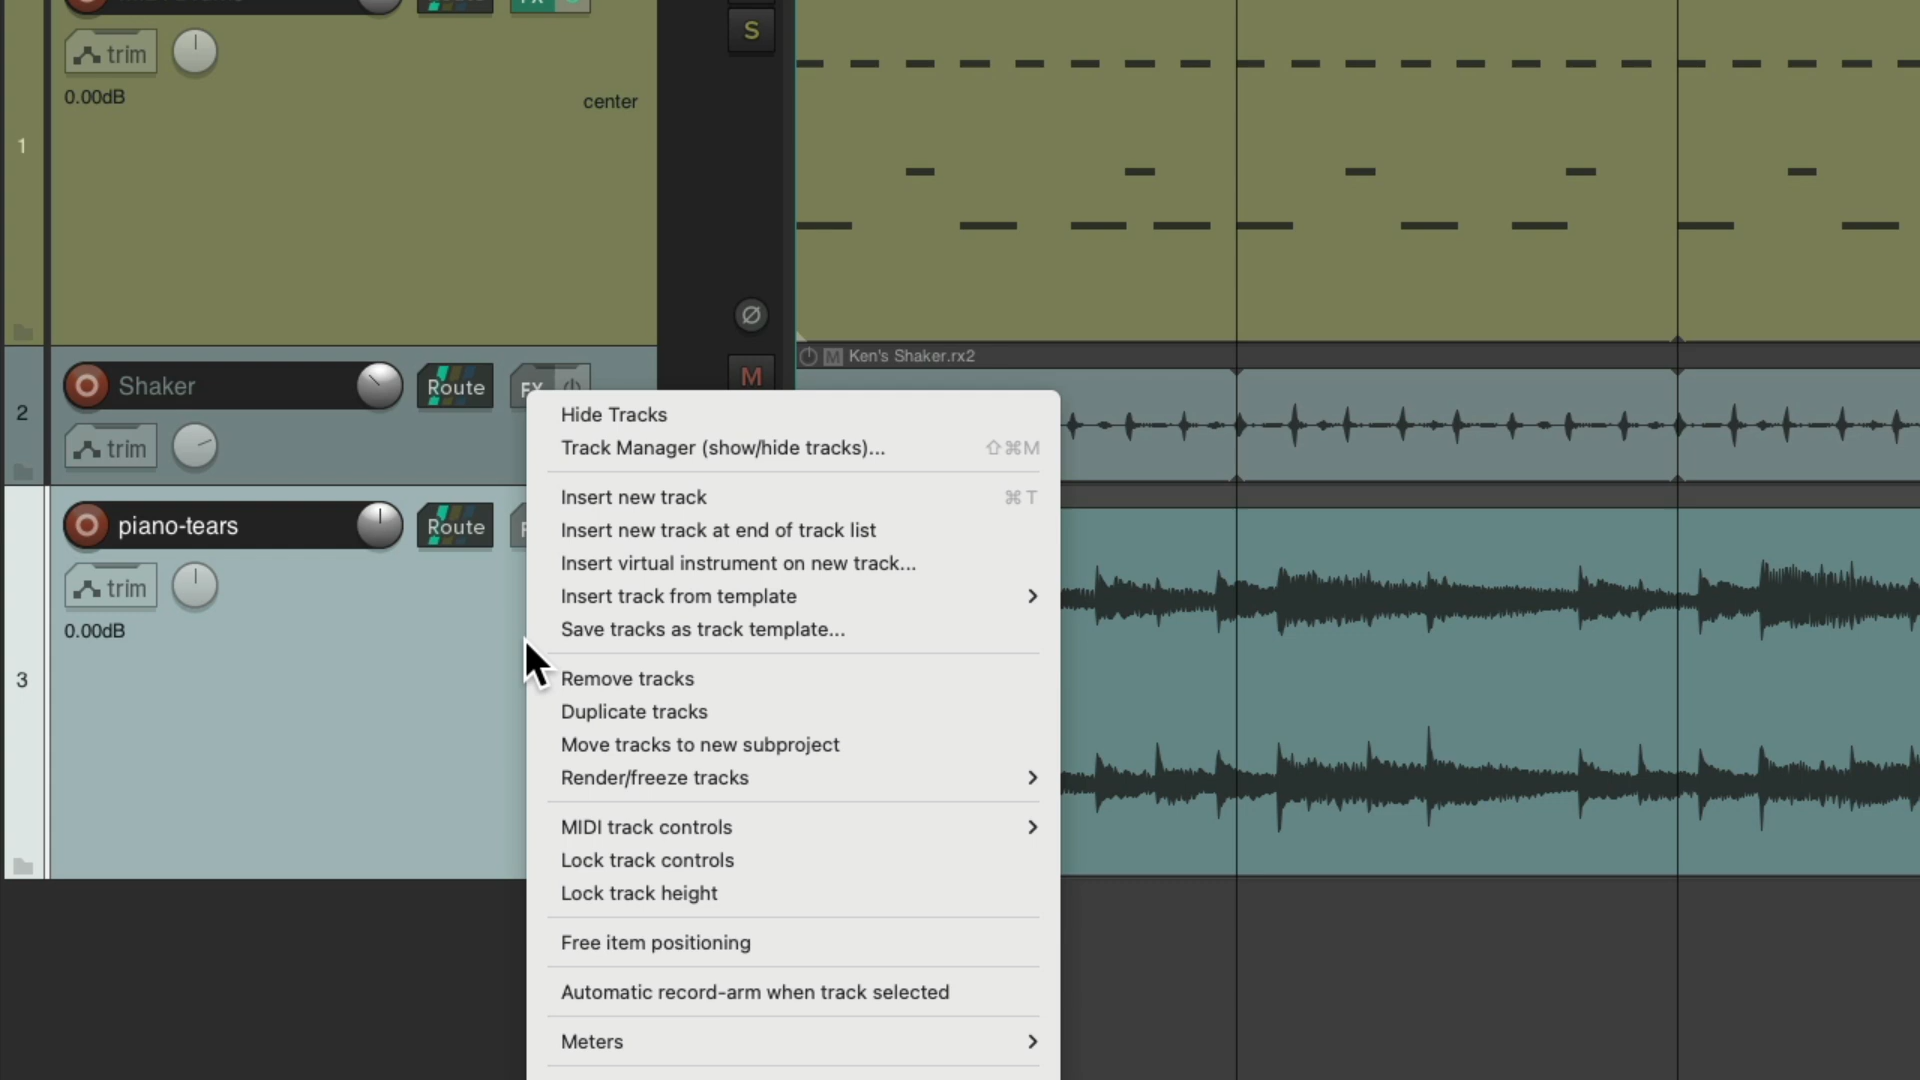 FX
trim
S
0.00dB
center
1
Ø
M Ken's Shaker.rx2
2
Shaker
Route
FX
M
trim
3
piano-tears
Route
trim
0.00dB
Hide Tracks
Track Manager (show/hide tracks)... ⇧⌘M
Insert new track ⌘T
Insert new track at end of track list
Insert virtual instrument on new track...
Insert track from template
Save tracks as track template...
Remove tracks
Duplicate tracks
Move tracks to new subproject
Render/freeze tracks
MIDI track controls
Lock track controls
Lock track height
Free item positioning
Automatic record-arm when track selected
Meters